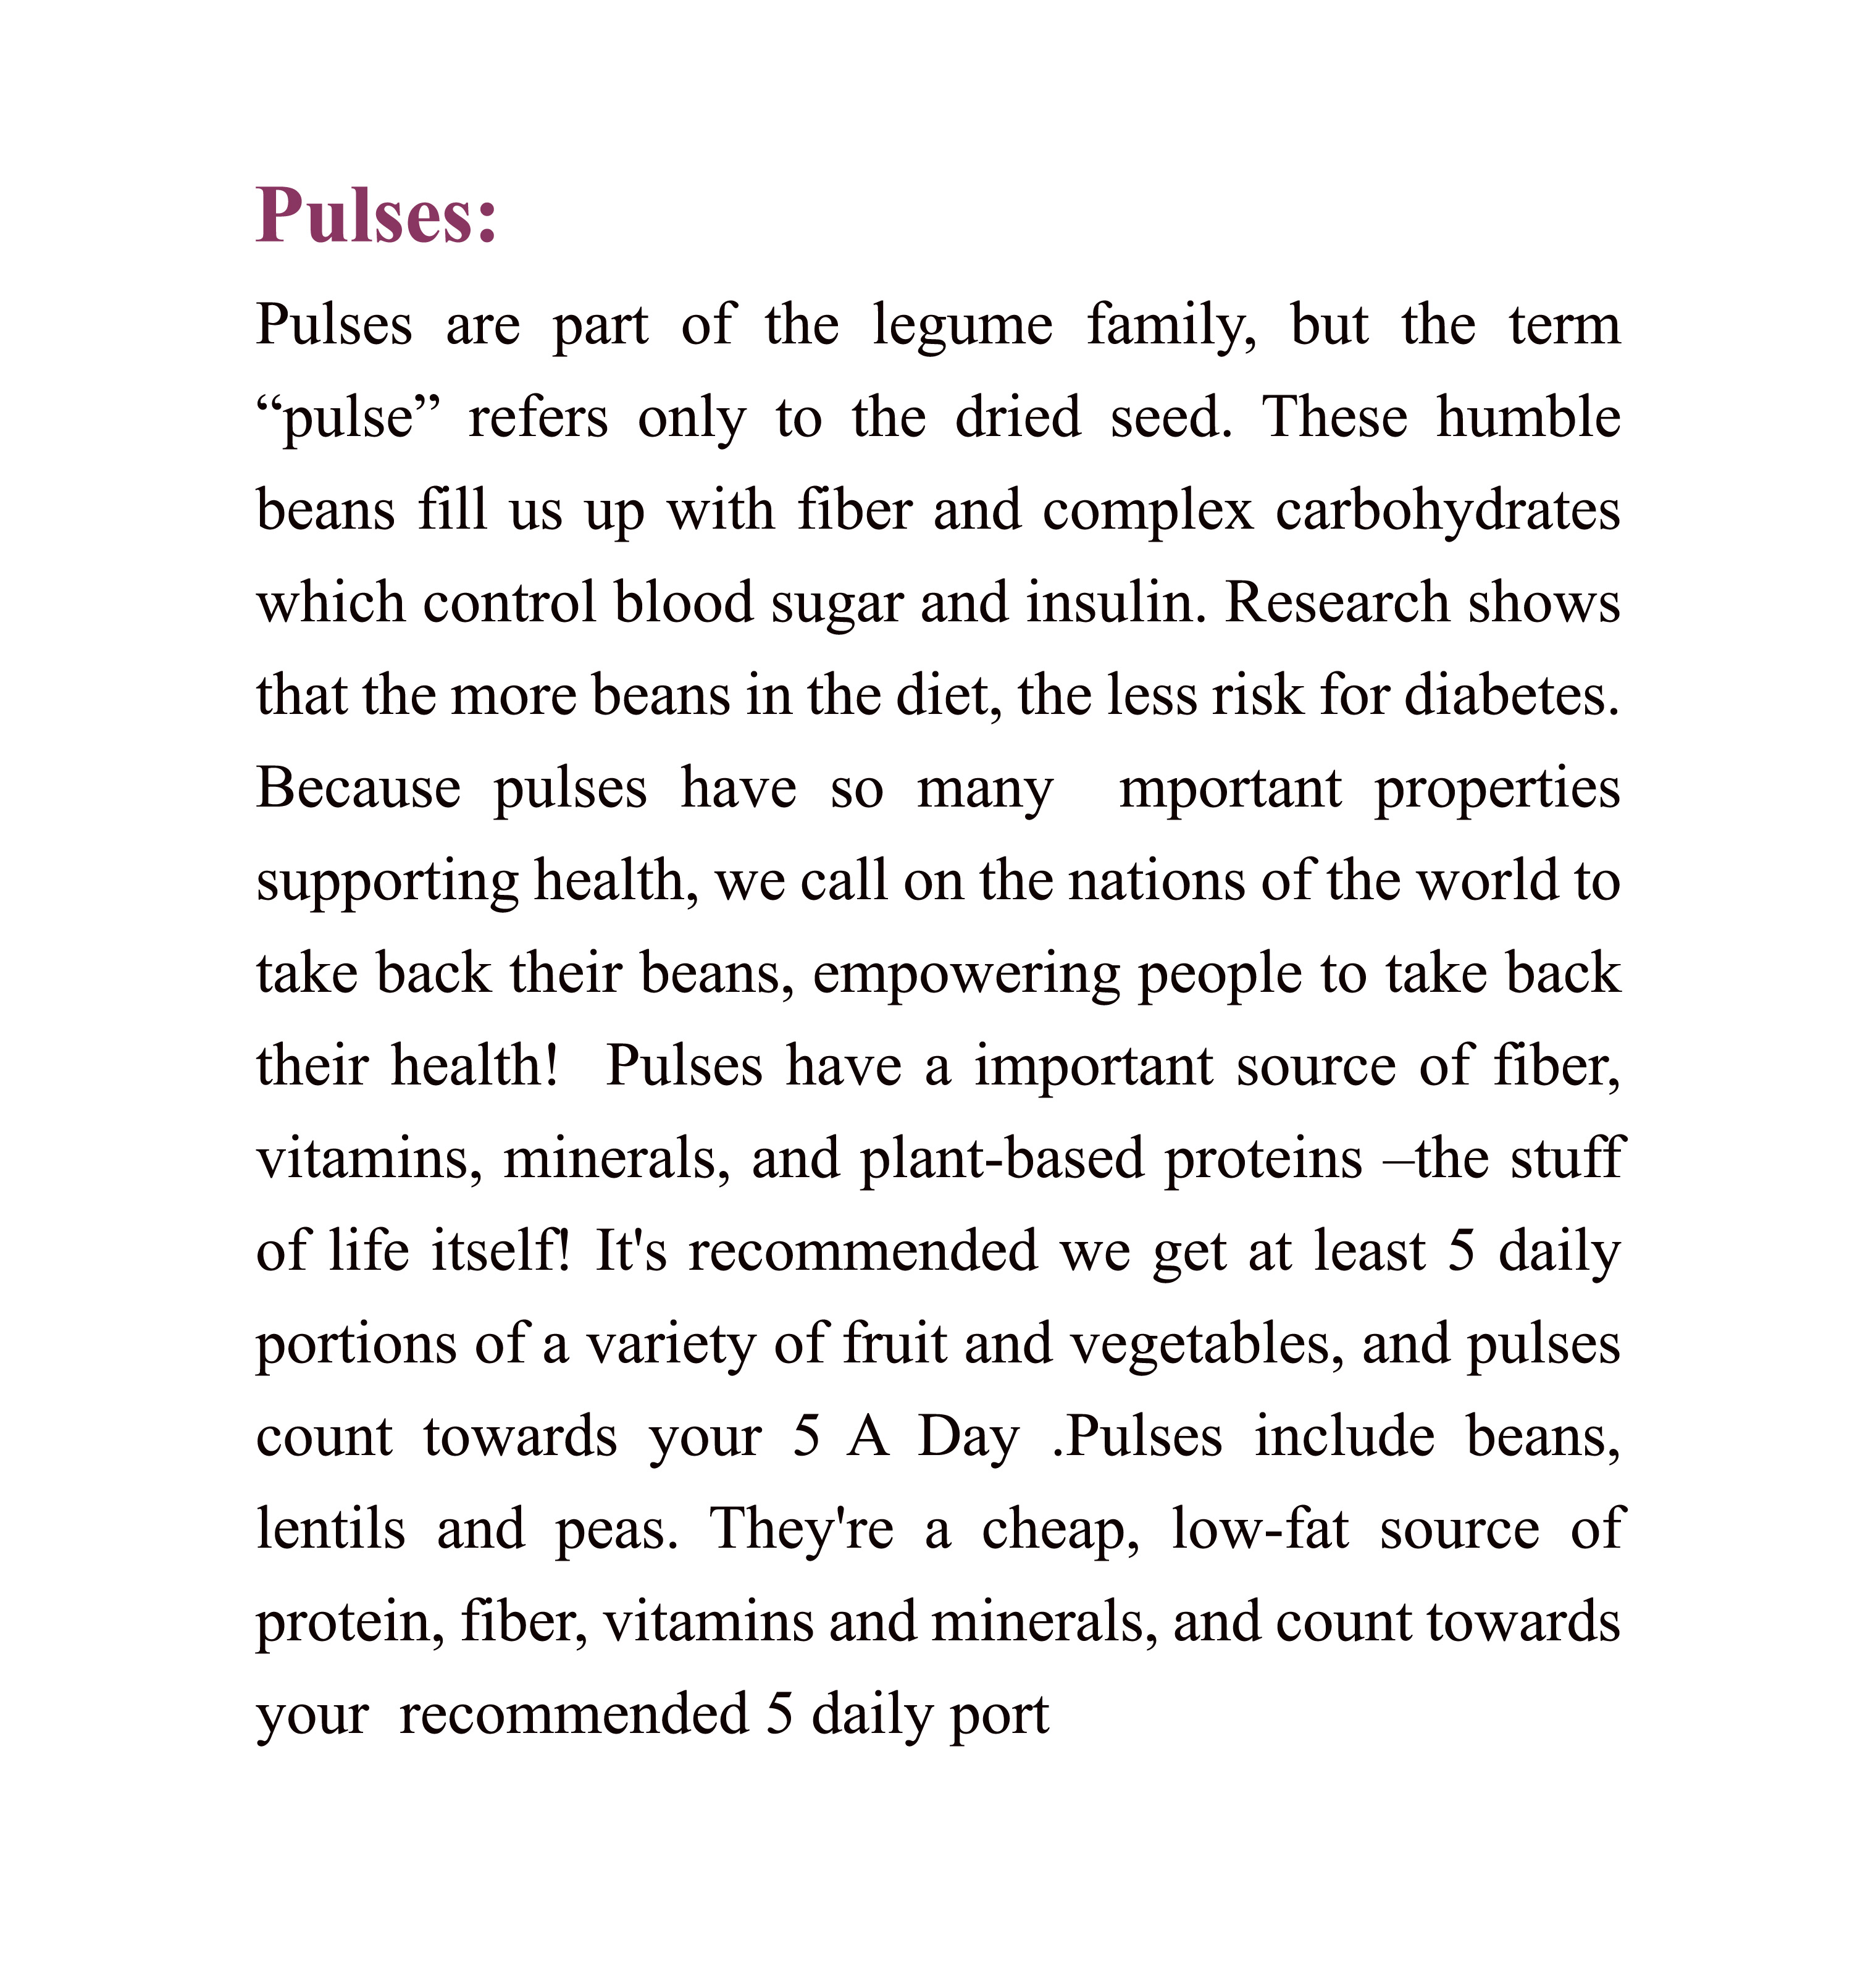 Pulses:
Pulses are part of the legume family, but the term
“pulse” refers only to the dried seed. These humble
beans fill us up with fiber and complex carbohydrates
which control blood sugar and insulin. Research shows
that the more beans in the diet, the less risk for diabetes.
Because pulses have so many  mportant properties
supporting health, we call on the nations of the world to
take back their beans, empowering people to take back
their health!  Pulses have a important source of fiber,
vitamins, minerals, and plant-based proteins –the stuff
of life itself! It's recommended we get at least 5 daily
portions of a variety of fruit and vegetables, and pulses
count towards your 5 A Day .Pulses include beans,
lentils and peas. They're a cheap, low-fat source of
protein, fiber, vitamins and minerals, and count towards
your  recommended 5 daily port